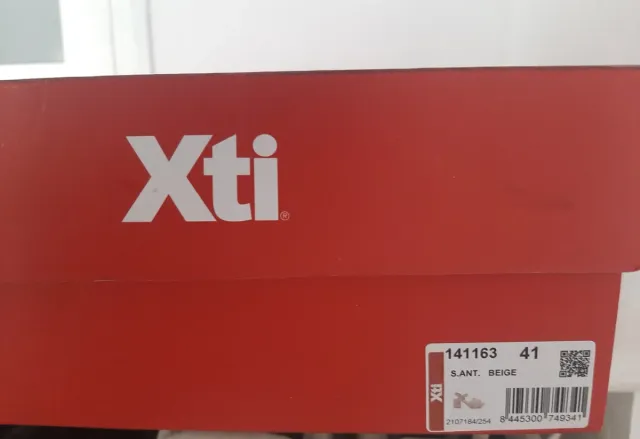 Xti®
141163 41
S.ANT. BEIGE
Xti
2107184/254
8 445300 749341